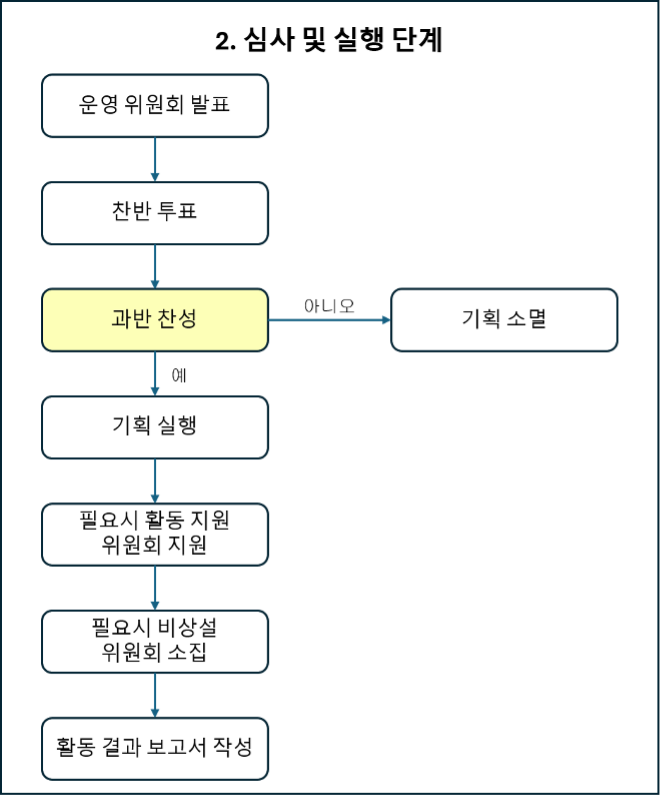 2. 심사 및 실행 단계
운영 위원회 발표
찬반 투표
과반 찬성
아니오
기획 소멸
예
기획 실행
필요시 활동 지원
위원회 지원
필요시 비상설
위원회 소집
활동 결과 보고서 작성